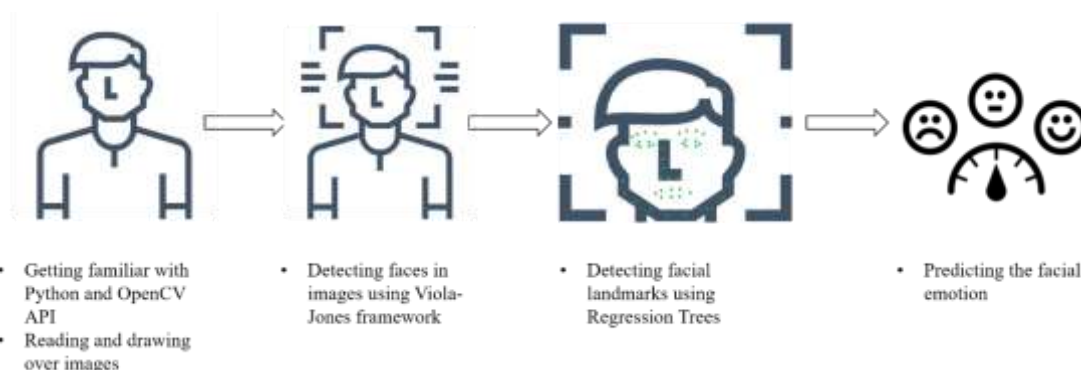 • Getting familiar with
Python and OpenCV
API
• Reading and drawing
over images
• Detecting faces in
images using Viola-
Jones framework
• Detecting facial
landmarks using
Regression Trees
• Predicting the facial
emotion